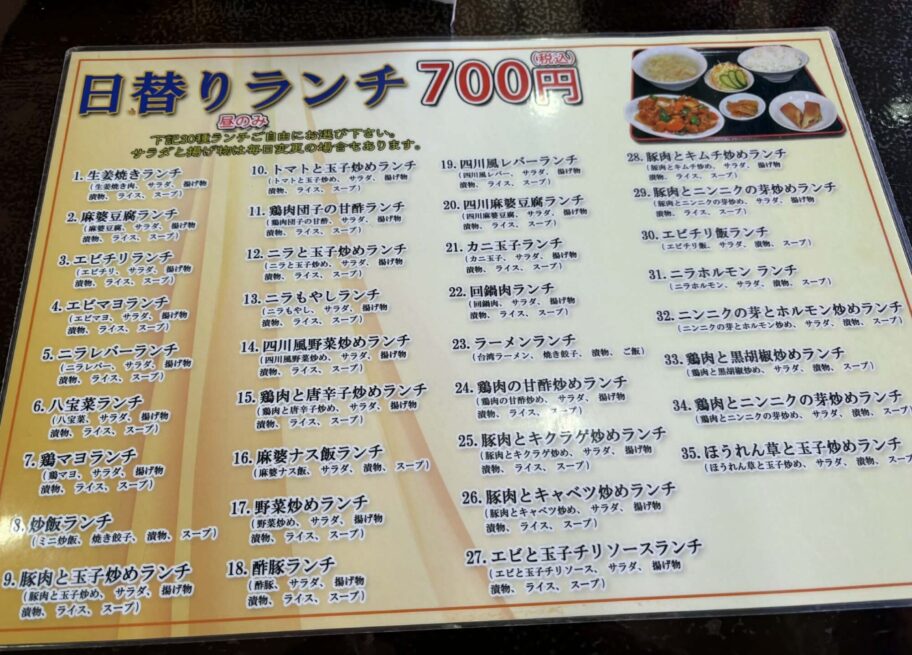 日替りランチ 700円(税込)
昼のみ
下記30種ランチご自由にお選び下さい。
サラダと揚げ物は毎日変更の場合もあります。
1.生姜焼きランチ
(生姜焼き肉、サラダ、揚げ物
漬物、ライス、スープ)
2.麻婆豆腐ランチ
(麻婆豆腐、サラダ、揚げ物
漬物、ライス、スープ)
3.エビチリランチ
(エビチリ、サラダ、揚げ物
漬物、ライス、スープ)
4.エビマヨランチ
(エビマヨ、サラダ、揚げ物
漬物、ライス、スープ)
5.ニラレバーランチ
(ニラレバー、サラダ、揚げ物
漬物、ライス、スープ)
6.八宝菜ランチ
(八宝菜、サラダ、揚げ物
漬物、ライス、スープ)
7.鶏マヨランチ
(鶏マヨ、サラダ、揚げ物
漬物、ライス、スープ)
8.炒飯ランチ
(ミニ炒飯、焼き餃子、漬物、スープ)
9.豚肉と玉子炒めランチ
(豚肉と玉子炒め、サラダ、揚げ物
漬物、ライス、スープ)
10.トマトと玉子炒めランチ
(トマトと玉子炒め、サラダ、揚げ物
漬物、ライス、スープ)
11.鶏肉団子の甘酢ランチ
(鶏肉団子の甘酢、サラダ、揚げ物
漬物、ライス、スープ)
12.ニラと玉子炒めランチ
(ニラと玉子炒め、サラダ、揚げ物
漬物、ライス、スープ)
13.ニラもやしランチ
(ニラもやし、サラダ、揚げ物
漬物、ライス、スープ)
14.四川風野菜炒めランチ
(四川風野菜炒め、サラダ、揚げ物
漬物、ライス、スープ)
15.鶏肉と唐辛子炒めランチ
(鶏肉と唐辛子炒め、サラダ、揚げ物
漬物、ライス、スープ)
16.麻婆ナス飯ランチ
(麻婆ナス飯、サラダ、漬物、スープ)
17.野菜炒めランチ
(野菜炒め、サラダ、揚げ物
漬物、ライス、スープ)
18.酢豚ランチ
(酢豚、サラダ、揚げ物
漬物、ライス、スープ)
19.四川風レバーランチ
(四川風レバー、サラダ、揚げ物
漬物、ライス、スープ)
20.四川麻婆豆腐ランチ
(四川麻婆豆腐、サラダ、揚げ物
漬物、ライス、スープ)
21.カニ玉子ランチ
(カニ玉子、サラダ、揚げ物
漬物、ライス、スープ)
22.回鍋肉ランチ
(回鍋肉、サラダ、揚げ物
漬物、ライス、スープ)
23.ラーメンランチ
(台湾ラーメン、焼き餃子、漬物、ご飯)
24.鶏肉の甘酢炒めランチ
(鶏肉の甘酢炒め、サラダ、揚げ物
漬物、ライス、スープ)
25.豚肉とキクラゲ炒めランチ
(豚肉とキクラゲ炒め、サラダ、揚げ物
漬物、ライス、スープ)
26.豚肉とキャベツ炒めランチ
(豚肉とキャベツ炒め、サラダ、揚げ物
漬物、ライス、スープ)
27.エビと玉子チリソースランチ
(エビと玉子チリソース、サラダ、揚げ物
漬物、ライス、スープ)
28.豚肉とキムチ炒めランチ
(豚肉とキムチ炒め、サラダ、揚げ物
漬物、ライス、スープ)
29.豚肉とニンニクの芽炒めランチ
(豚肉とニンニクの芽炒め、サラダ、揚げ物
漬物、ライス、スープ)
30.エビチリ飯ランチ
(エビチリ飯、サラダ、漬物、スープ)
31.ニラホルモン ランチ
(ニラホルモン、サラダ、漬物、スープ)
32.ニンニクの芽とホルモン炒めランチ
(ニンニクの芽とホルモン炒め、サラダ、漬物、スープ)
33.鶏肉と黒胡椒炒めランチ
(鶏肉と黒胡椒炒め、サラダ、漬物、スープ)
34.鶏肉とニンニクの芽炒めランチ
(鶏肉とニンニクの芽炒め、サラダ、漬物、スープ)
35.ほうれん草と玉子炒めランチ
(ほうれん草と玉子炒め、サラダ、漬物、スープ)